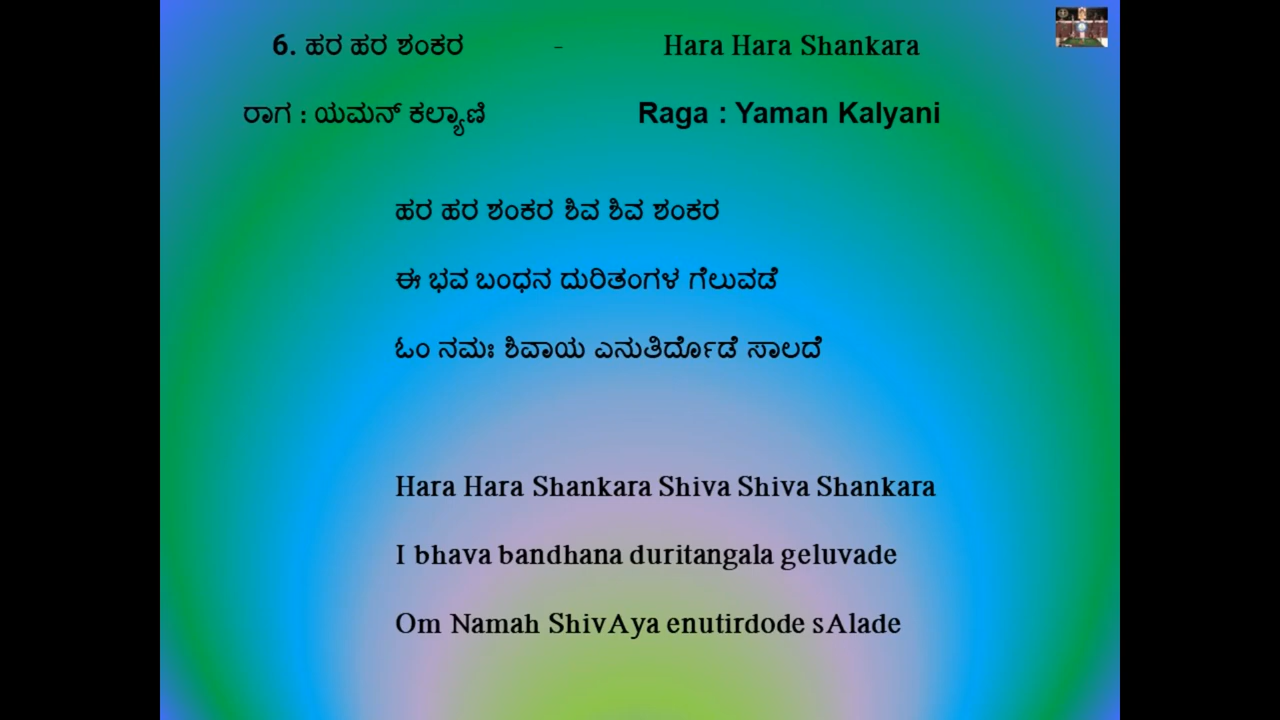 6. ಹರ ಹರ ಶಂಕರ - Hara Hara Shankara
ರಾಗ : ಯಮನ್ ಕಲ್ಯಾಣಿ Raga : Yaman Kalyani
ಹರ ಹರ ಶಂಕರ ಶಿವ ಶಿವ ಶಂಕರ
ಈ ಭವ ಬಂಧನ ದುರಿತಂಗಳ ಗೆಲುವಡೆ
ಓಂ ನಮಃ ಶಿವಾಯ ಎನುತಿರ್ದೊಡೆ ಸಾಲದೆ
Hara Hara Shankara Shiva Shiva Shankara
I bhava bandhana duritangala geluvade
Om Namah ShivAya enutirdode sAlade